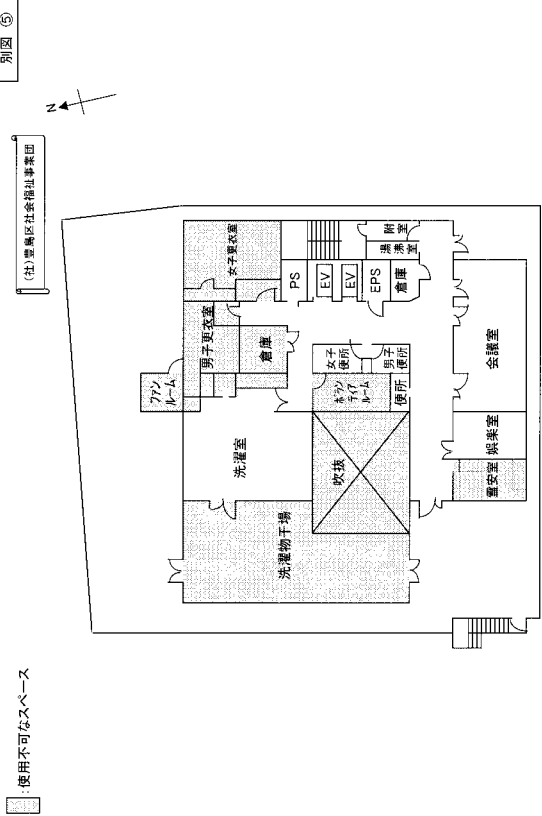 別図 ⑤
N
(社)豊島区社会福祉事業団
:使用不可なスペース
女子更衣室
男子更衣室
ファン
ルーム
倉庫
洗濯室
洗濯物干場
吹抜
PS
EV
EV
EPS
倉庫
湯沸室
附室
女子
便所
男子
便所
ボラン
ティア
ルーム
便所
会議室
娯楽室
霊安室